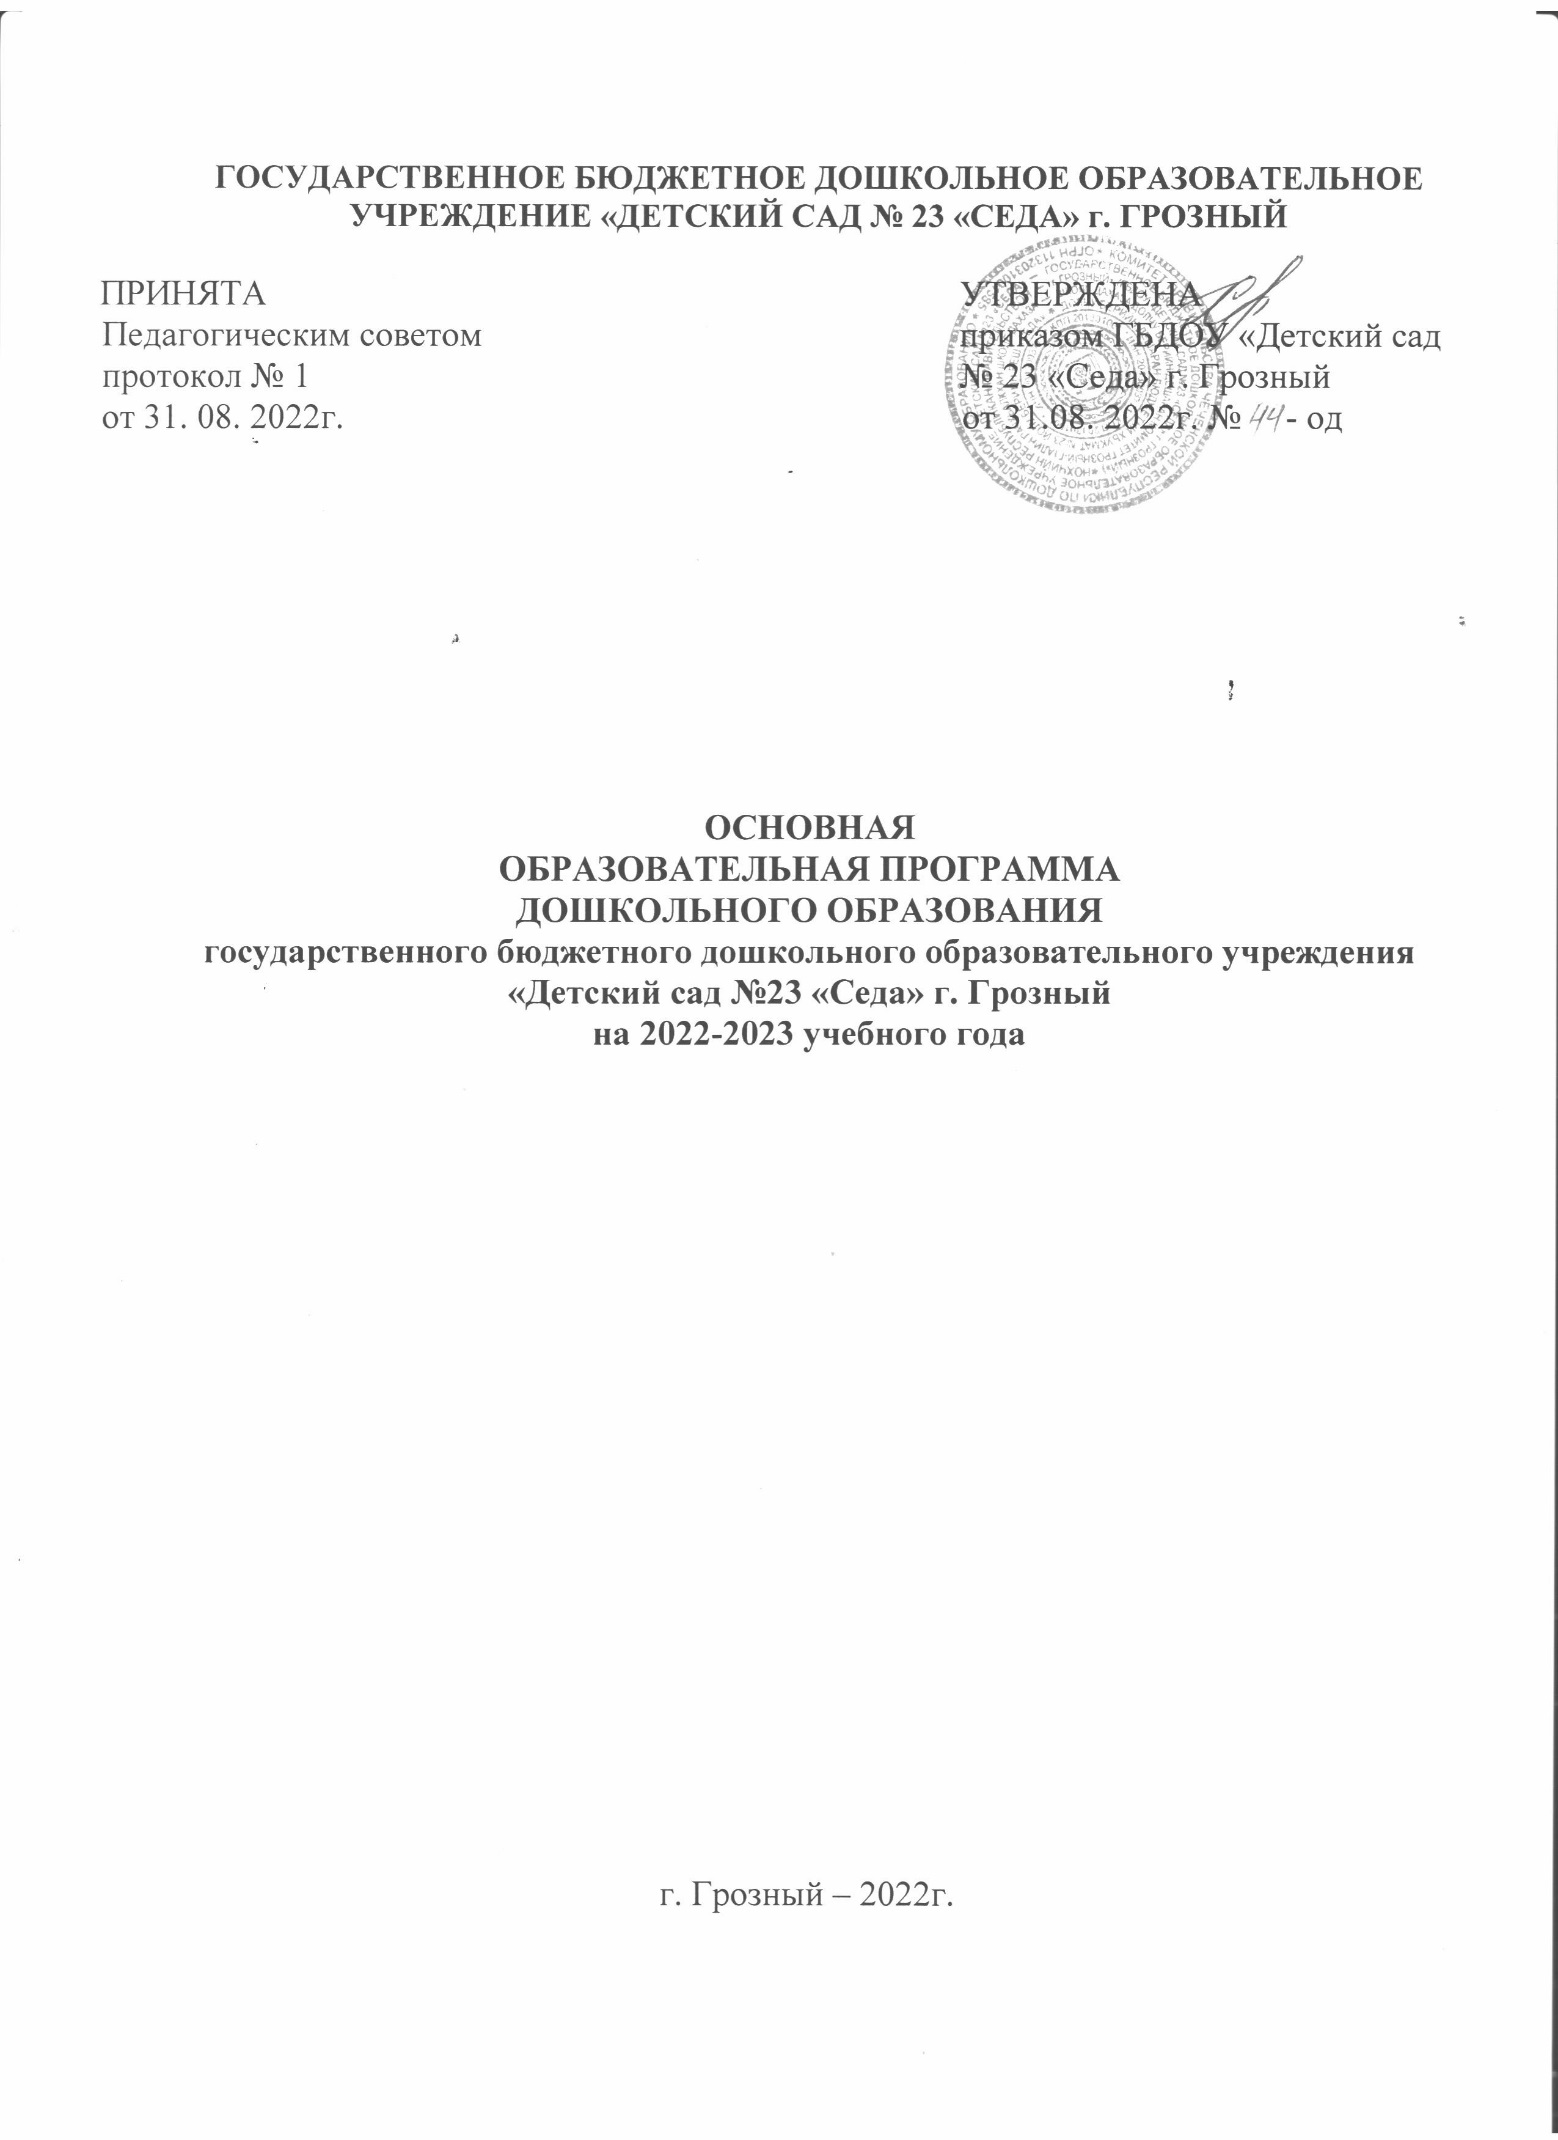 ГОСУДАРСТВЕННОЕ БЮДЖЕТНОЕ ДОШКОЛЬНОЕ ОБРАЗОВАТЕЛЬНОЕ
УЧРЕЖДЕНИЕ «ДЕТСКИЙ САД № 23 «СЕДА» г. ГРОЗНЫЙ
ПРИНЯТА
Педагогическим советом
протокол № 1
от 31. 08. 2022г.
УТВЕРЖДЕНА
приказом ГБДОУ «Детский сад
№ 23 «Седа» г. Грозный
от 31.08. 2022г. № 44- од
ОСНОВНАЯ
ОБРАЗОВАТЕЛЬНАЯ ПРОГРАММА
ДОШКОЛЬНОГО ОБРАЗОВАНИЯ
государственного бюджетного дошкольного образовательного учреждения
«Детский сад №23 «Седа» г. Грозный
на 2022-2023 учебного года
г. Грозный – 2022г.